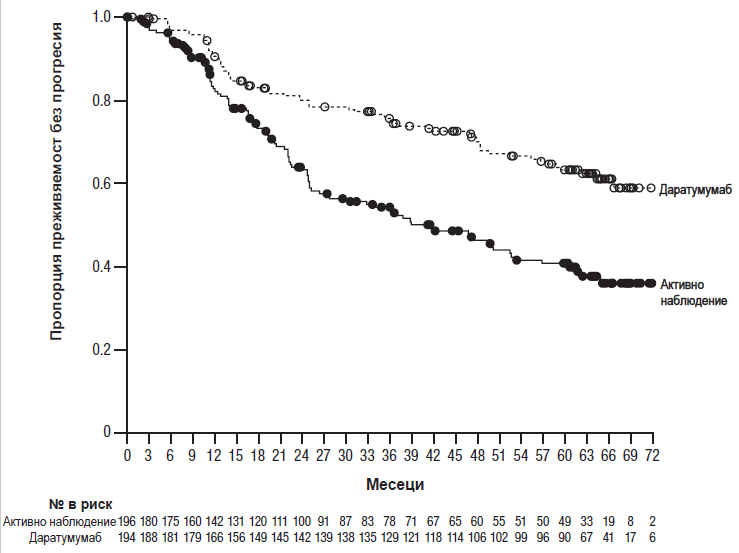 Пропорция преживяемост без прогресия
1.0
0.8
0.6
0.4
0.2
0
Даратумумаб
Активно
наблюдение
0 3 6 9 12 15 18 21 24 27 30 33 36 39 42 45 48 51 54 57 60 63 66 69 72
Месеци
№ в риск
Активно наблюдение 196 180 175 160 142 131 120 111 100 91 87 83 78 71 67 65 60 55 51 50 49 33 19 8 2
Даратумумаб 194 188 181 179 166 156 149 145 142 139 138 135 129 121 118 114 106 102 99 96 90 67 41 17 6